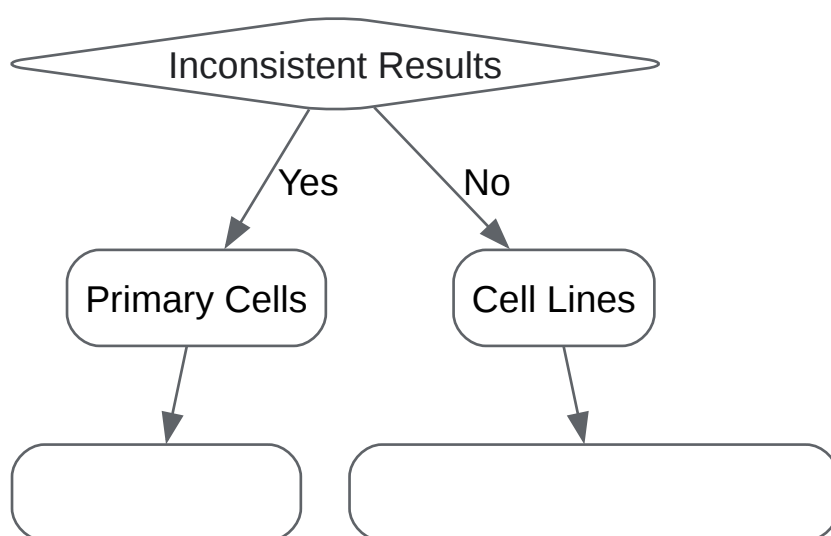 Inconsistent Results
Yes
No
Primary Cells
Cell Lines